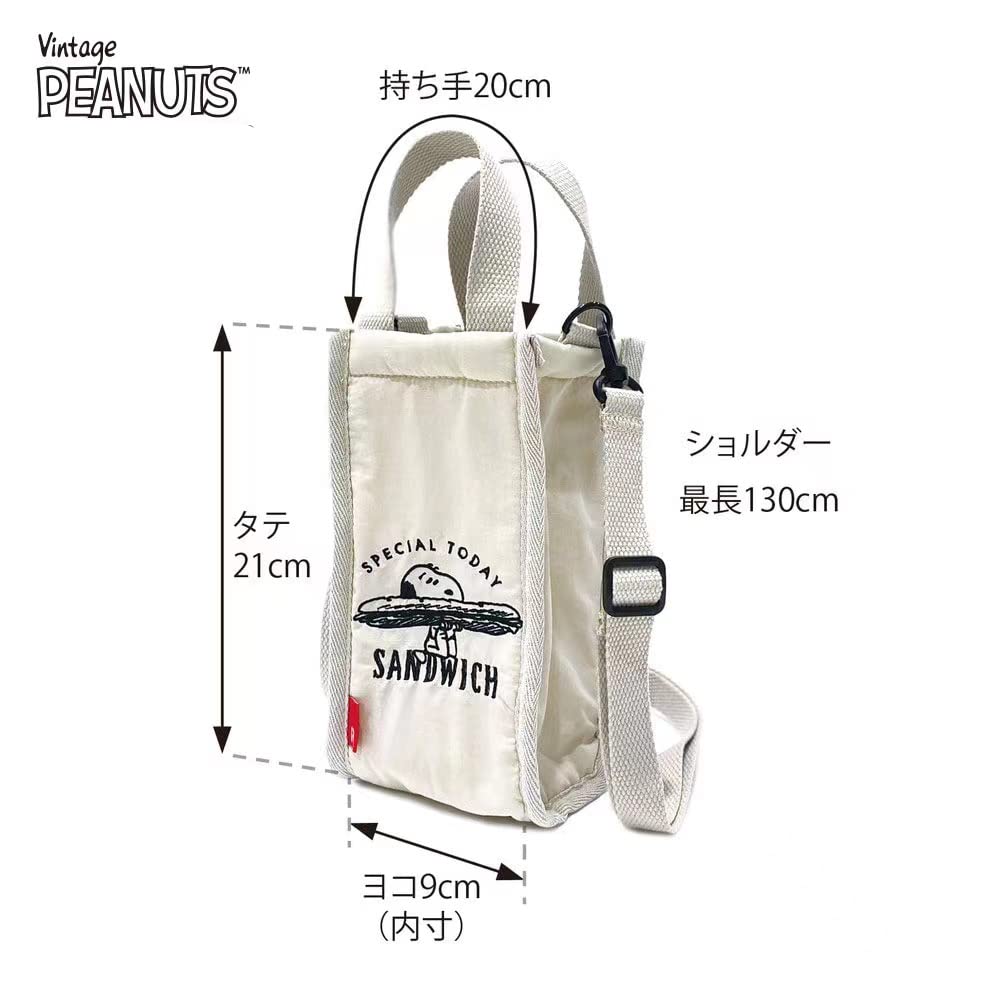 Vintage
PEANUTS™
持ち手20cm
タテ
21cm
ショルダー
最長130cm
SPECIAL TODAY
SANDWICH
ヨコ9cm
（内寸）